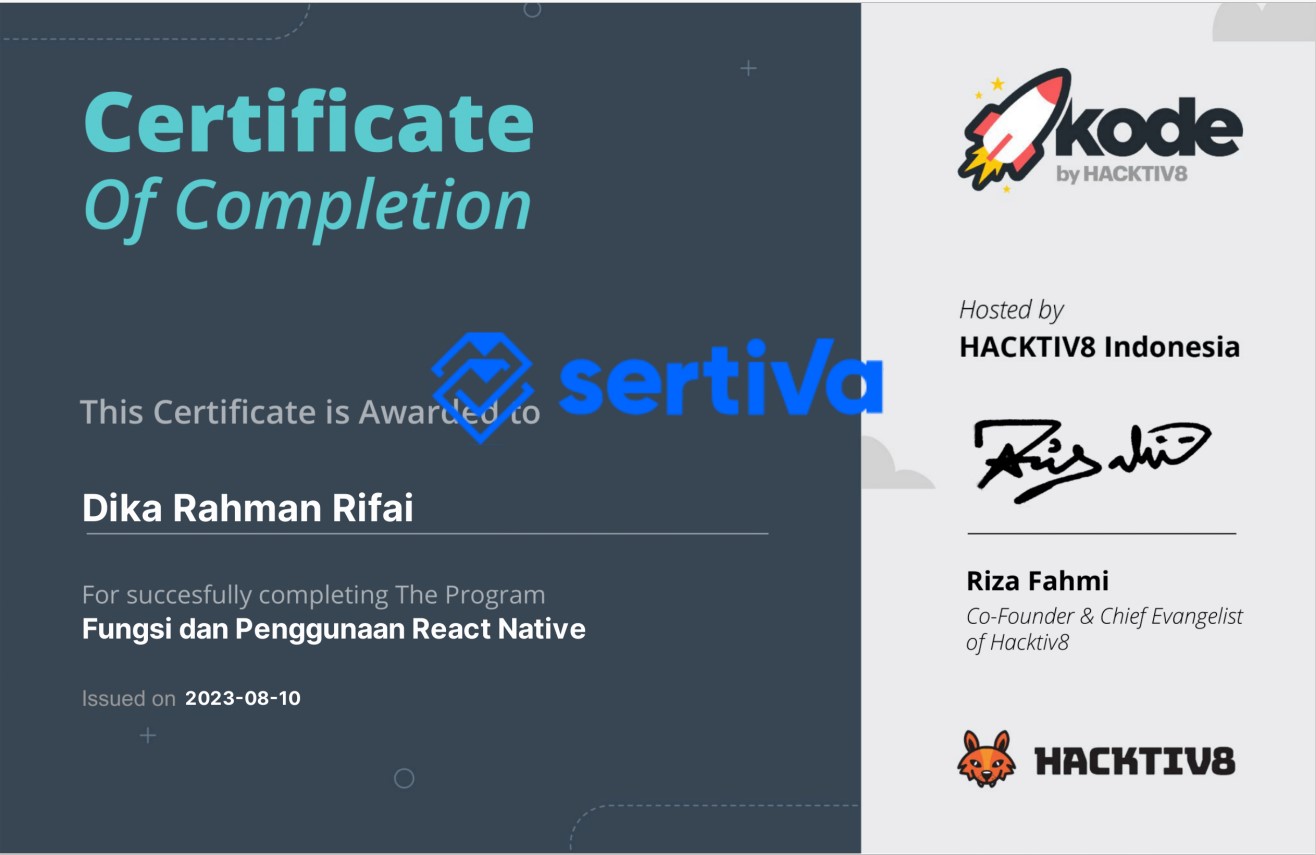 Certificate
Of Completion
This Certificate is Awarded to
Dika Rahman Rifai
For succesfully completing The Program
Fungsi dan Penggunaan React Native
Issued on 2023-08-10
sertiva
kode
by HACKTIV8
Hosted by
HACKTIV8 Indonesia
Riza Fahmi
Co-Founder & Chief Evangelist
of Hacktiv8
HACKTIV8